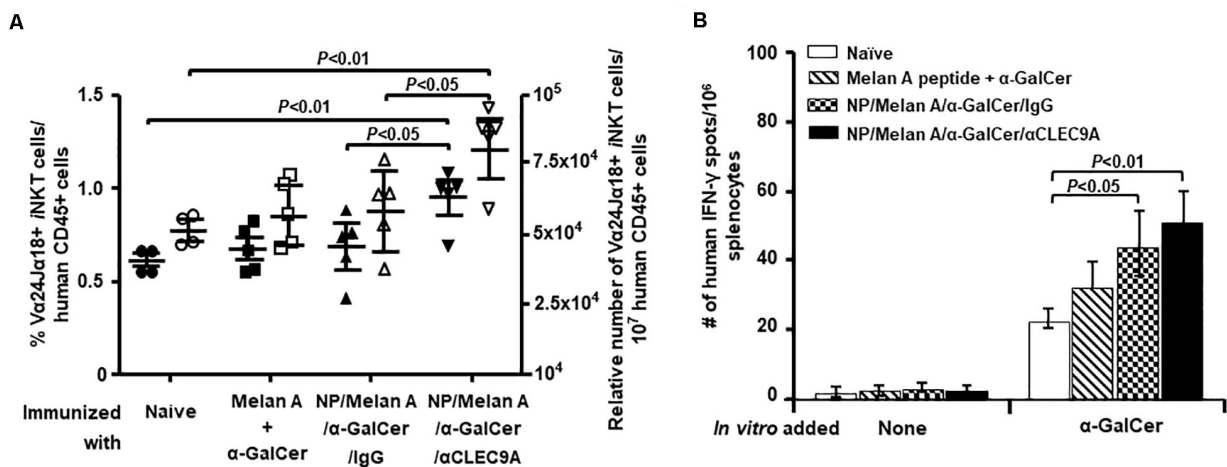 A
P<0.01
P<0.05
P<0.01
P<0.05
% Vα24Jα18+ iNKT cells/
human CD45+ cells
1.5
1.0
0.5
0
10⁵
7.5x10⁴
5x10⁴
2.5x10⁴
10⁴
Relative number of Vα24Jα18+ iNKT cells/
10⁷ human CD45+ cells
Immunized
with
Naive
Melan A
+
α-GalCer
NP/Melan A
/α-GalCer
/IgG
NP/Melan A
/α-GalCer
/αCLEC9A
B
# of human IFN-γ spots/10⁶
splenocytes
100
80
60
40
20
0
Naïve
Melan A peptide + α-GalCer
NP/Melan A/α-GalCer/IgG
NP/Melan A/α-GalCer/αCLEC9A
P<0.01
P<0.05
In vitro added
None
α-GalCer